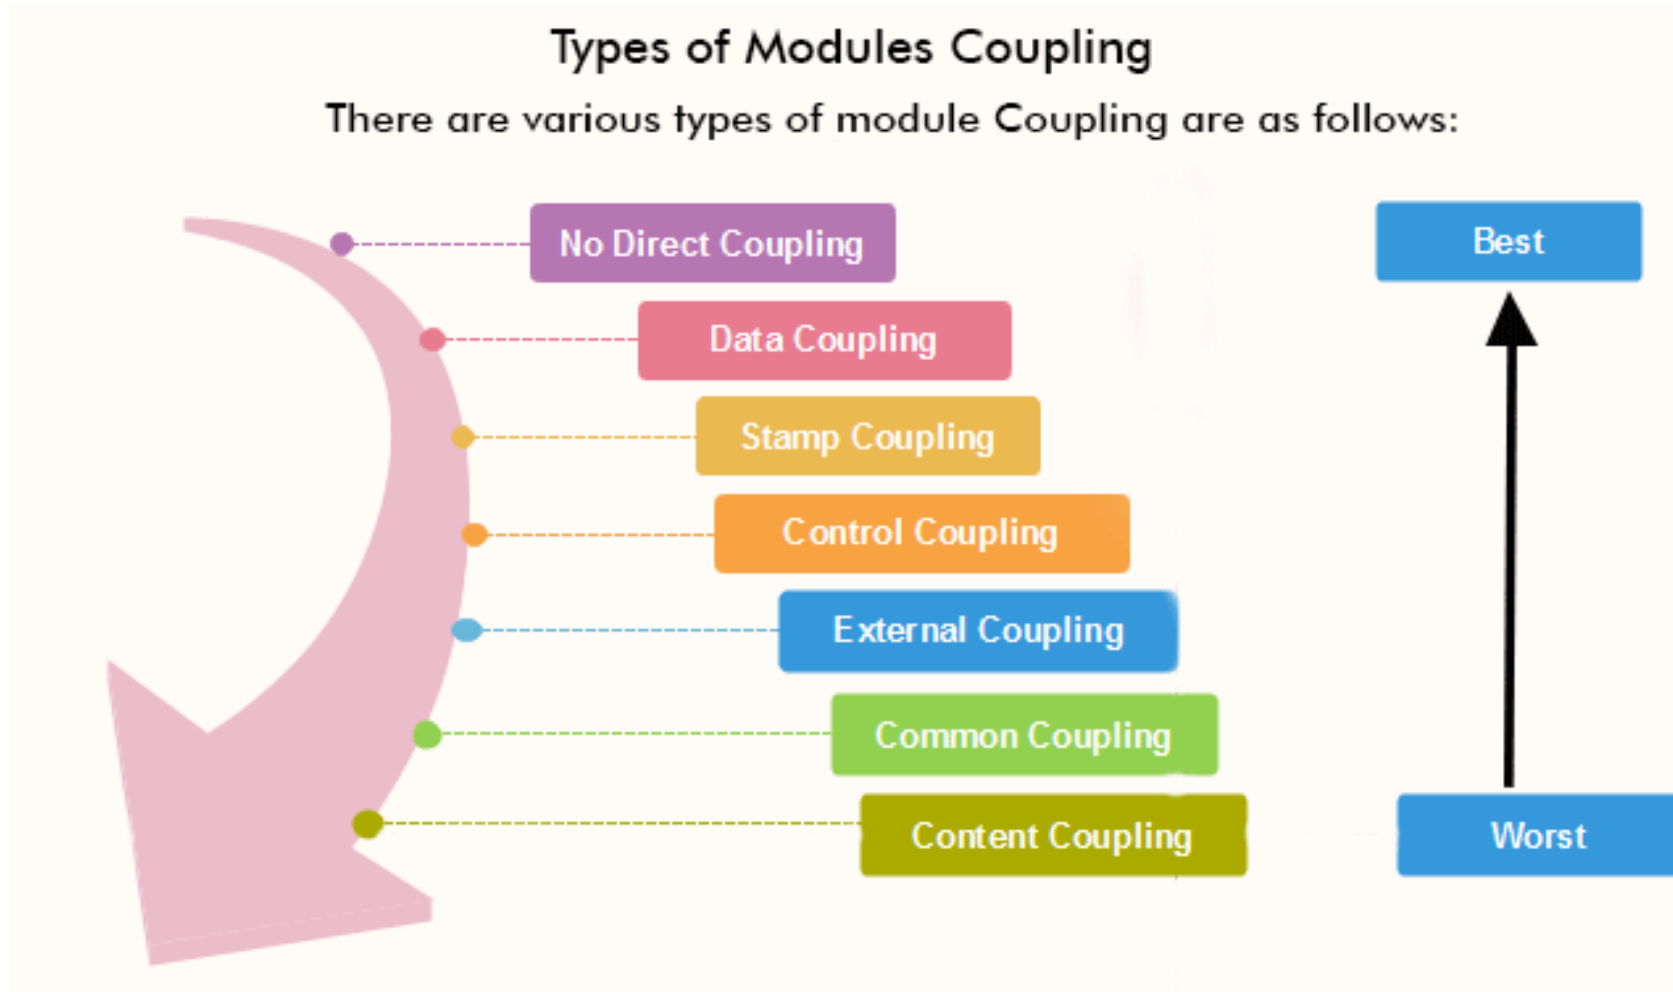 Types of Modules Coupling
There are various types of module Coupling are as follows:
No Direct Coupling
Best
Data Coupling
Stamp Coupling
Control Coupling
External Coupling
Common Coupling
Content Coupling
Worst